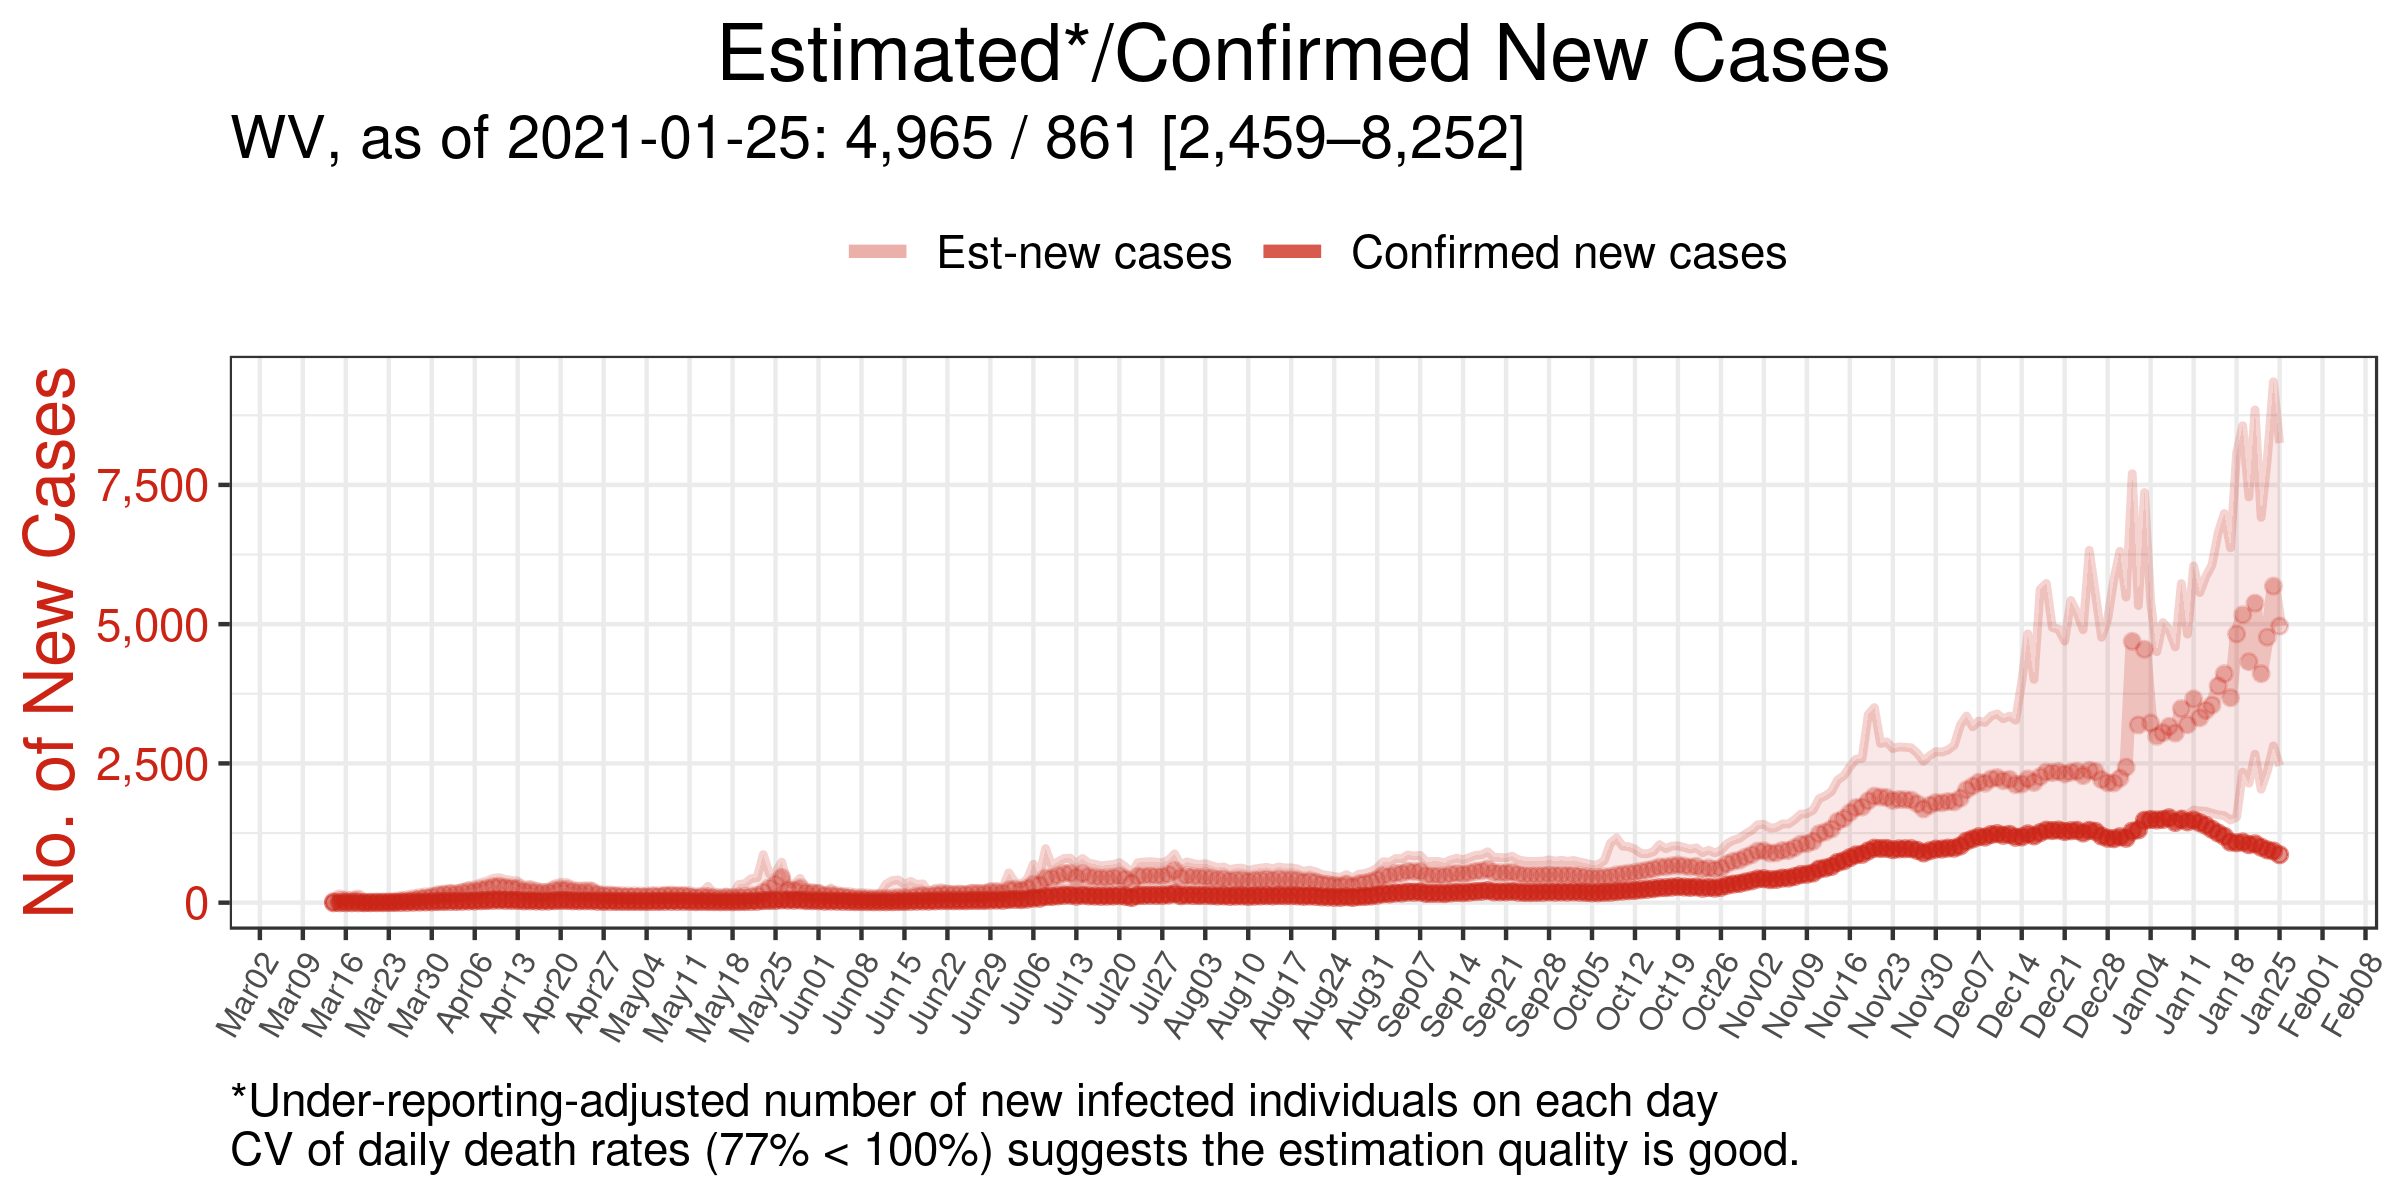 Estimated*/Confirmed New Cases
WV, as of 2021-01-25: 4,965 / 861 [2,459–8,252]
Est-new cases
Confirmed new cases
No. of New Cases
7,500
5,000
2,500
0
Mar02
Mar09
Mar16
Mar23
Mar30
Apr06
Apr13
Apr20
Apr27
May04
May11
May18
May25
Jun01
Jun08
Jun15
Jun22
Jun29
Jul06
Jul13
Jul20
Jul27
Aug03
Aug10
Aug17
Aug24
Aug31
Sep07
Sep14
Sep21
Sep28
Oct05
Oct12
Oct19
Oct26
Nov02
Nov09
Nov16
Nov23
Nov30
Dec07
Dec14
Dec21
Dec28
Jan04
Jan11
Jan18
Jan25
Feb01
Feb08
*Under-reporting-adjusted number of new infected individuals on each day
CV of daily death rates (77% < 100%) suggests the estimation quality is good.